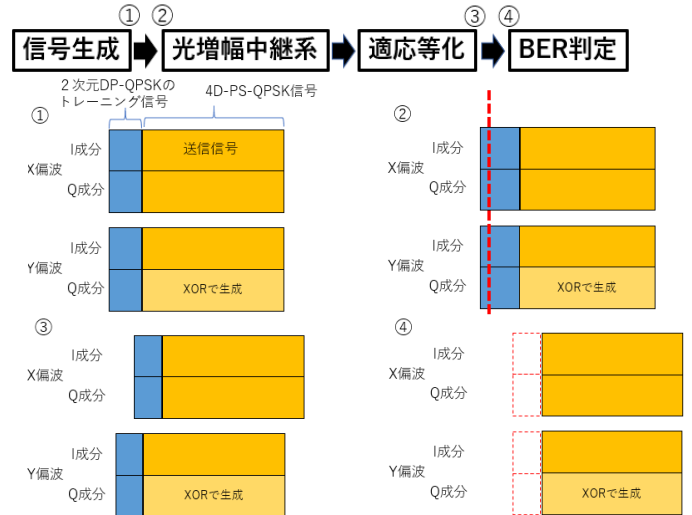 ① ② ③ ④
信号生成 光増幅中継系 適応等化 BER判定
2次元DP-QPSKの
トレーニング信号
4D-PS-QPSK信号
①
I成分 送信信号
X偏波
Q成分
I成分
Y偏波
Q成分 XORで生成
②
I成分
X偏波
Q成分
I成分
Y偏波
Q成分 XORで生成
③
I成分
X偏波
Q成分
I成分
Y偏波
Q成分 XORで生成
④
I成分
X偏波
Q成分
I成分
Y偏波
Q成分 XORで生成